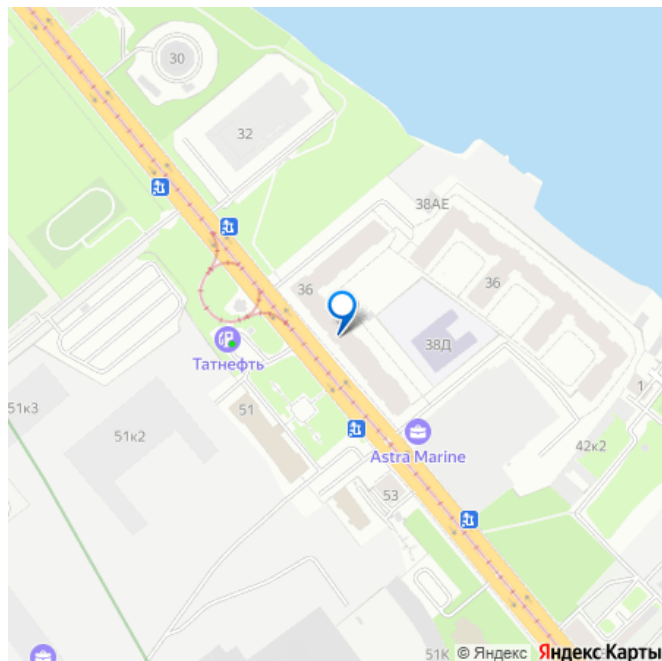 30
32
38АЕ
36
36
38Д
Татнефть
1
51к3
51
51к2
Astra Marine
42к2
53
51К
© Яндекс Яндекс Карты